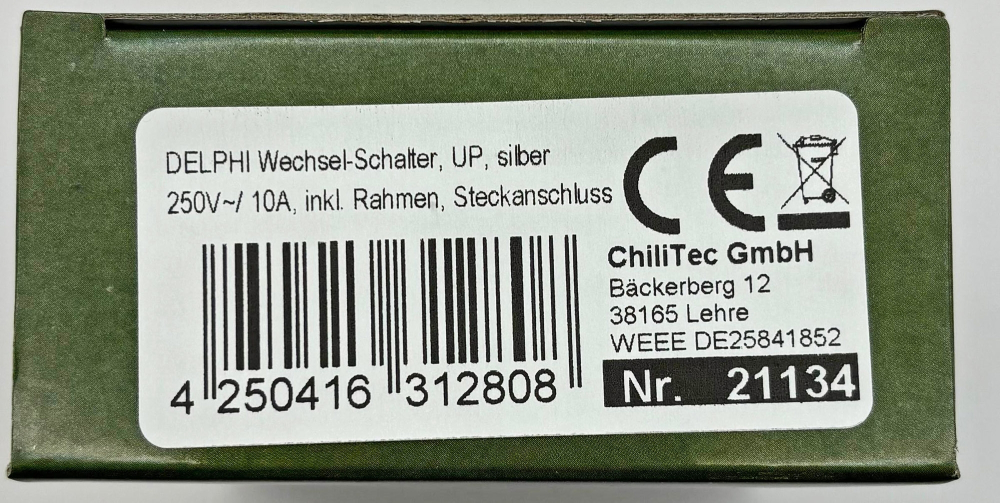 DELPHI Wechsel-Schalter, UP, silber
250V~/ 10A, inkl. Rahmen, Steckanschluss
CE
ChiliTec GmbH
Bäckerberg 12
38165 Lehre
WEEE DE25841852
Nr. 21134
4 250416 312808